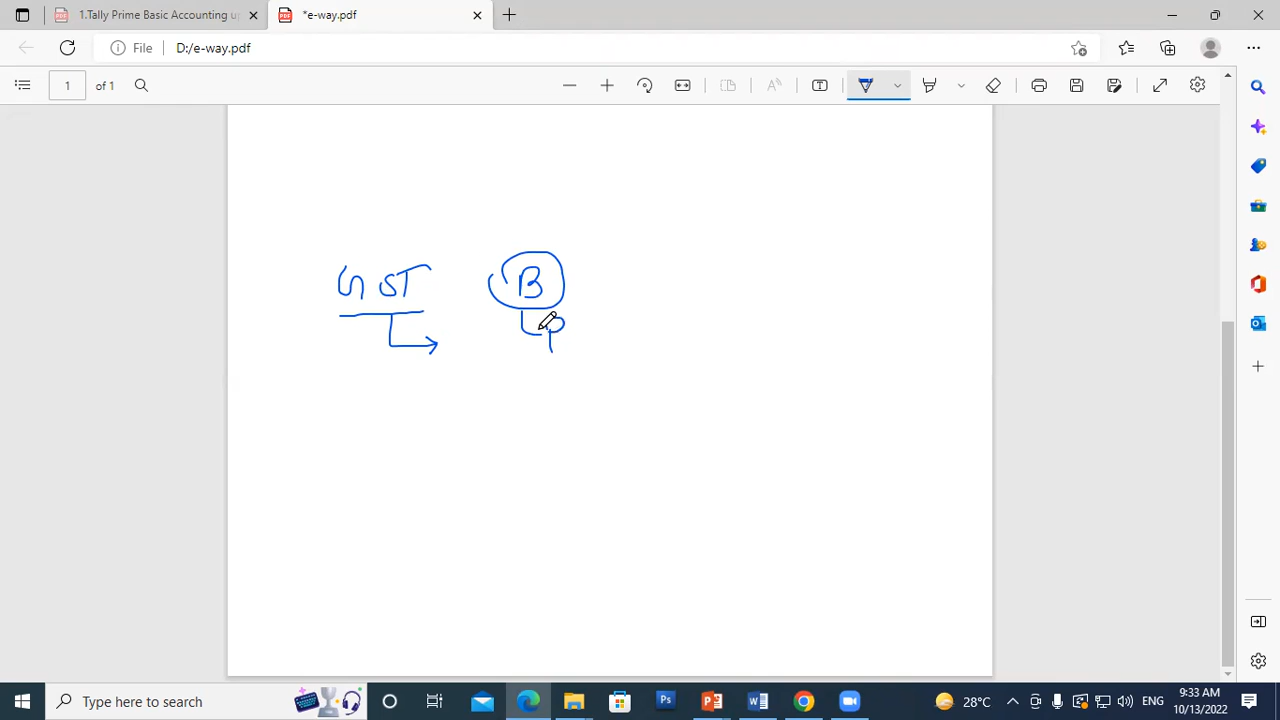 1.Tally Prime Basic Accounting u
*e-way.pdf
File D:/e-way.pdf
1 of 1
GST B
P
Type here to search
Ps
28°C
ENG
9:33 AM
10/13/2022